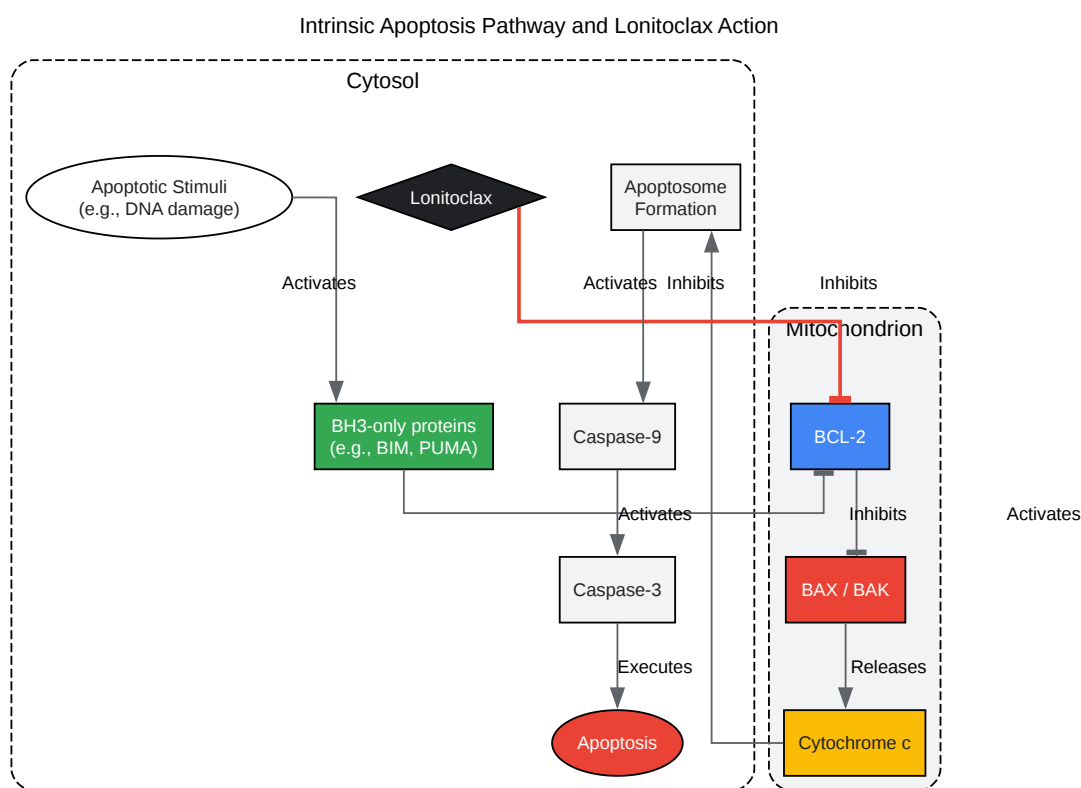 Intrinsic Apoptosis Pathway and Lonitoclax Action
Cytosol
Apoptotic Stimuli
(e.g., DNA damage)
Lonitoclax
Apoptosome
Formation
Activates
Activates
Inhibits
Inhibits
Mitochondrion
BH3-only proteins
(e.g., BIM, PUMA)
Caspase-9
BCL-2
Activates
Inhibits
Activates
Caspase-3
BAX / BAK
Executes
Releases
Apoptosis
Cytochrome c